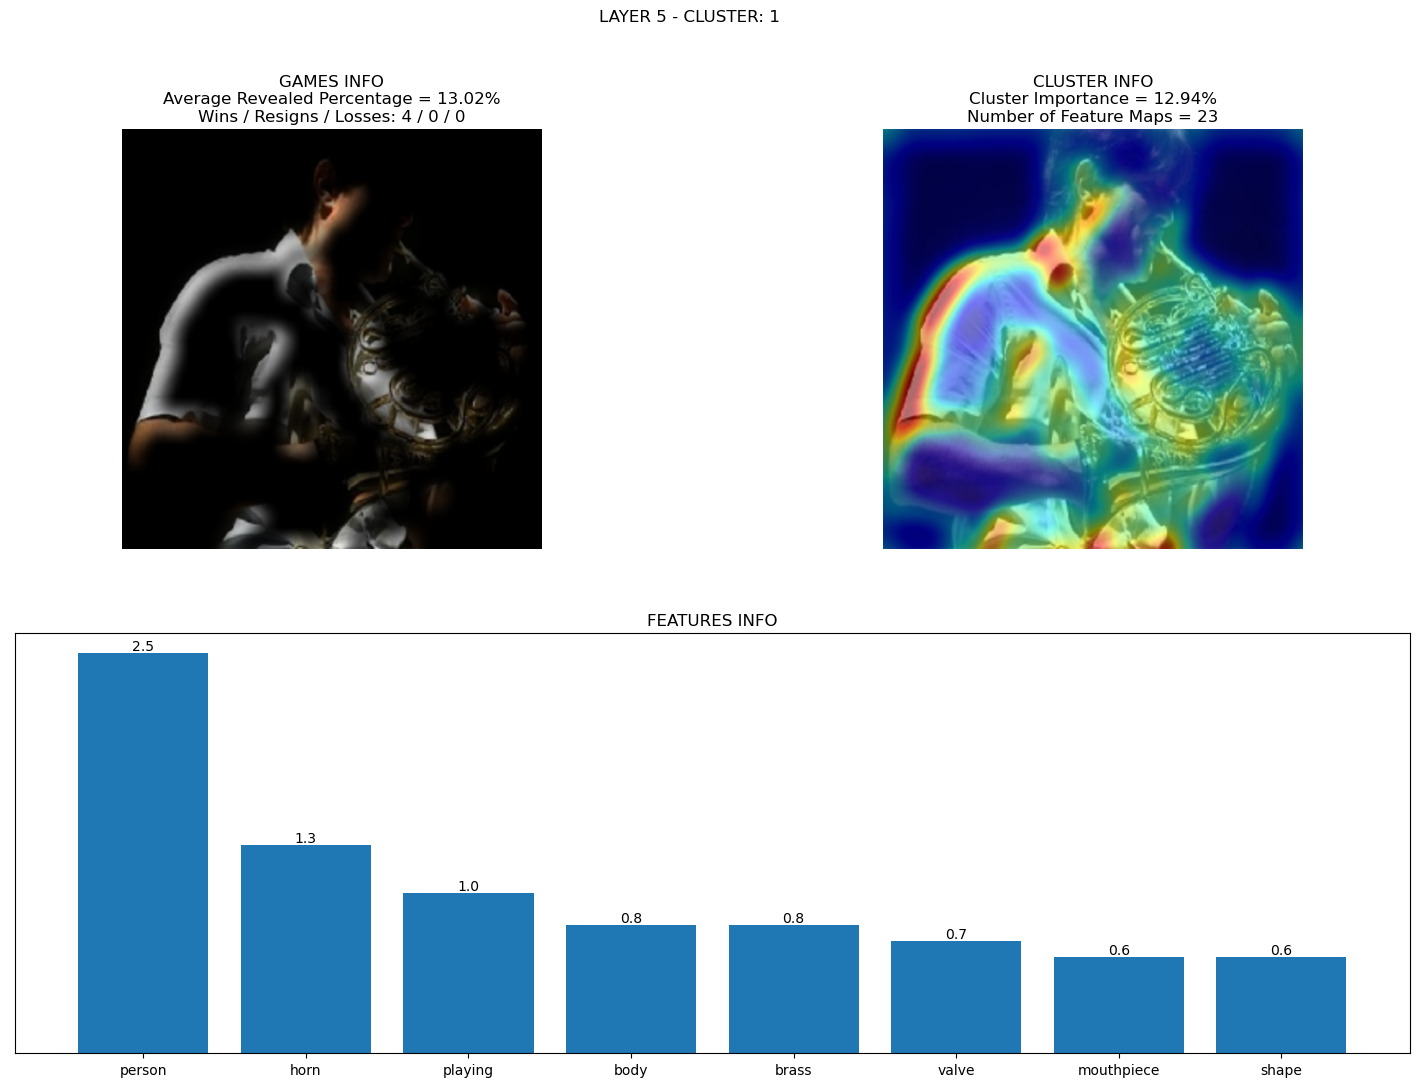 LAYER 5 - CLUSTER: 1
GAMES INFO
Average Revealed Percentage = 13.02%
Wins / Resigns / Losses: 4 / 0 / 0
CLUSTER INFO
Cluster Importance = 12.94%
Number of Feature Maps = 23
FEATURES INFO
2.5
1.3
1.0
0.8
0.8
0.7
0.6
0.6
person
horn
playing
body
brass
valve
mouthpiece
shape